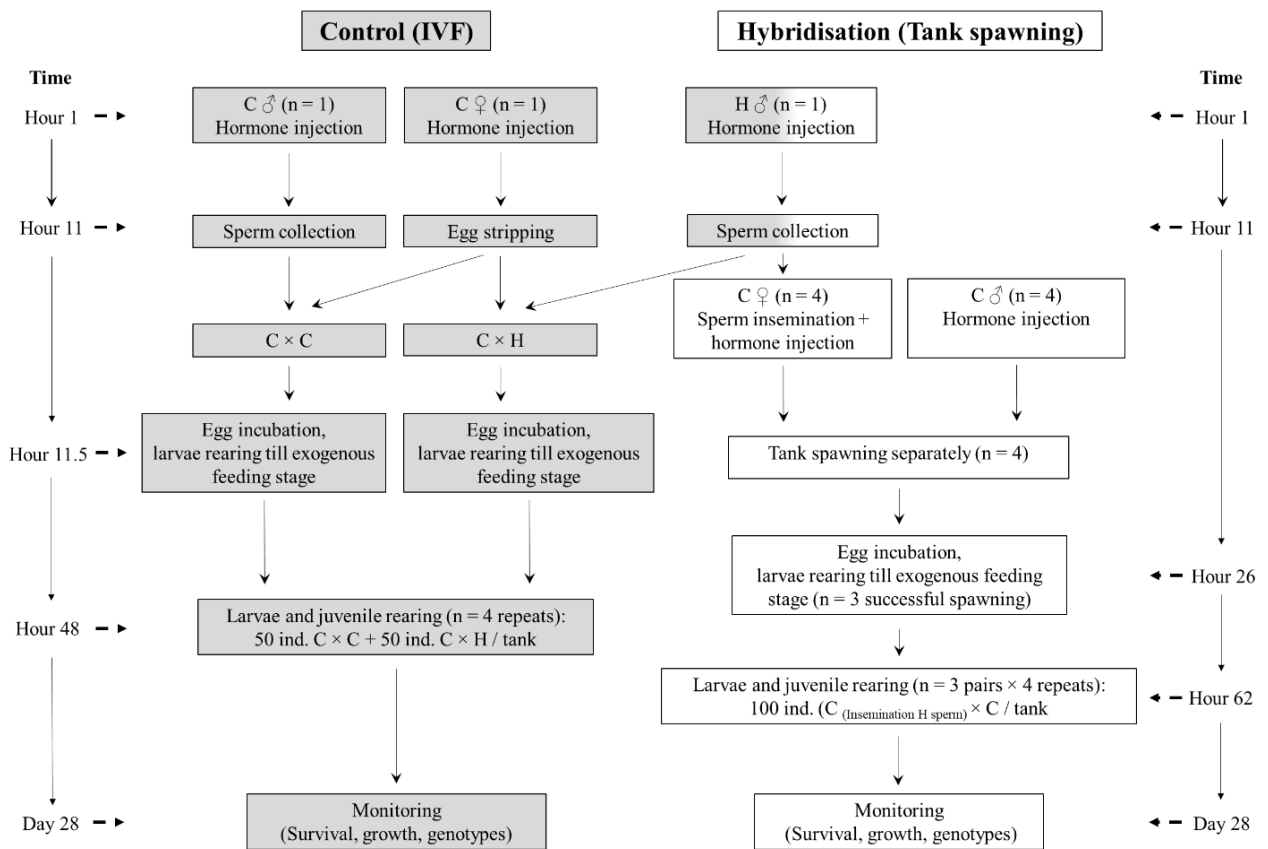 Control (IVF)
Hybridisation (Tank spawning)
Time
Time
C ♂ (n = 1)
Hormone injection
C ♀ (n = 1)
Hormone injection
H ♂ (n = 1)
Hormone injection
Hour 1
Hour 1
Hour 11
Sperm collection
Egg stripping
Sperm collection
Hour 11
C ♀ (n = 4)
Sperm insemination +
hormone injection
C ♂ (n = 4)
Hormone injection
C × C
C × H
Hour 11.5
Egg incubation,
larvae rearing till exogenous
feeding stage
Egg incubation,
larvae rearing till exogenous
feeding stage
Tank spawning separately (n = 4)
Egg incubation,
larvae rearing till exogenous feeding
stage (n = 3 successful spawning)
Hour 26
Hour 48
Larvae and juvenile rearing (n = 4 repeats):
50 ind. C × C + 50 ind. C × H / tank
Larvae and juvenile rearing (n = 3 pairs × 4 repeats):
100 ind. (C (Insemination H sperm) × C / tank
Hour 62
Day 28
Monitoring
(Survival, growth, genotypes)
Monitoring
(Survival, growth, genotypes)
Day 28